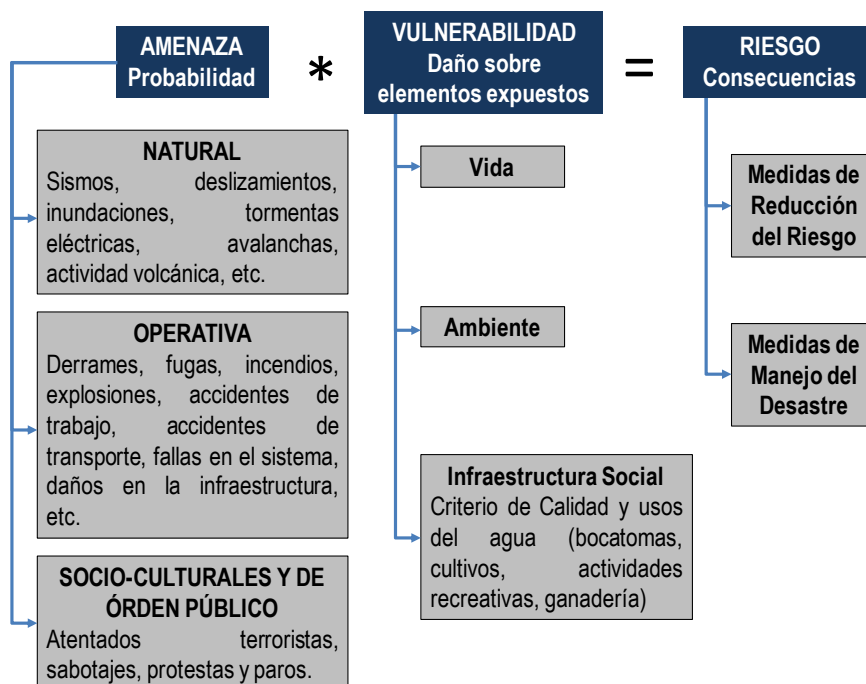 AMENAZA
Probabilidad
*
VULNERABILIDAD
Daño sobre
elementos expuestos
=
RIESGO
Consecuencias
NATURAL
Sismos, deslizamientos,
inundaciones, tormentas
eléctricas, avalanchas,
actividad volcánica, etc.
OPERATIVA
Derrames, fugas, incendios,
explosiones, accidentes de
trabajo, accidentes de
transporte, fallas en el sistema,
daños en la infraestructura,
etc.
SOCIO-CULTURALES Y DE
ÓRDEN PÚBLICO
Atentados terroristas,
sabotajes, protestas y paros.
Vida
Ambiente
Infraestructura Social
Criterio de Calidad y usos
del agua (bocatomas,
cultivos, actividades
recreativas, ganadería)
Medidas de
Reducción
del Riesgo
Medidas de
Manejo del
Desastre